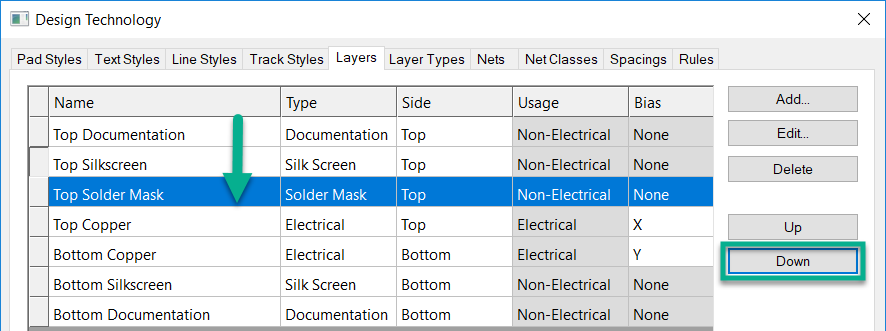 Design Technology
Pad Styles Text Styles Line Styles Track Styles Layers Layer Types Nets Net Classes Spacings Rules
Name Type Side Usage Bias Add...
Top Documentation Documentation Top Non-Electrical None Edit...
Top Silkscreen Silk Screen Top Non-Electrical None Delete
Top Solder Mask Solder Mask Top Non-Electrical None
Top Copper Electrical Top Electrical X Up
Bottom Copper Electrical Bottom Electrical Y Down
Bottom Silkscreen Silk Screen Bottom Non-Electrical None
Bottom Documentation Documentation Bottom Non-Electrical None